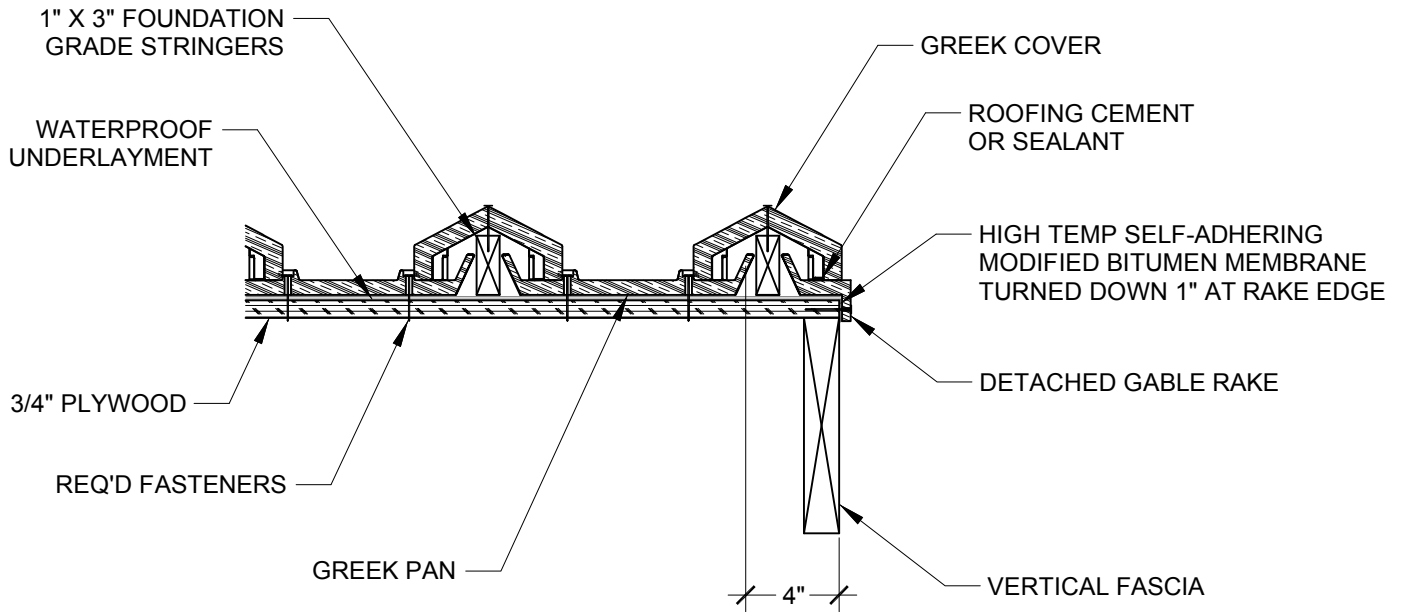 1" X 3" FOUNDATION
GRADE STRINGERS
WATERPROOF
UNDERLAYMENT
3/4" PLYWOOD
REQ'D FASTENERS
GREEK PAN
GREEK COVER
ROOFING CEMENT
OR SEALANT
HIGH TEMP SELF-ADHERING
MODIFIED BITUMEN MEMBRANE
TURNED DOWN 1" AT RAKE EDGE
DETACHED GABLE RAKE
VERTICAL FASCIA
4"